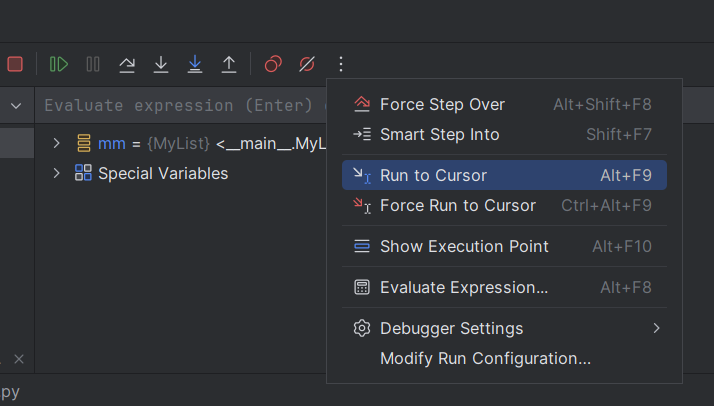 Evaluate expression (Enter)
mm = {MyList} <__main__.MyL
Special Variables
Force Step Over Alt+Shift+F8
Smart Step Into Shift+F7
Run to Cursor Alt+F9
Force Run to Cursor Ctrl+Alt+F9
Show Execution Point Alt+F10
Evaluate Expression... Alt+F8
Debugger Settings
Modify Run Configuration...
py